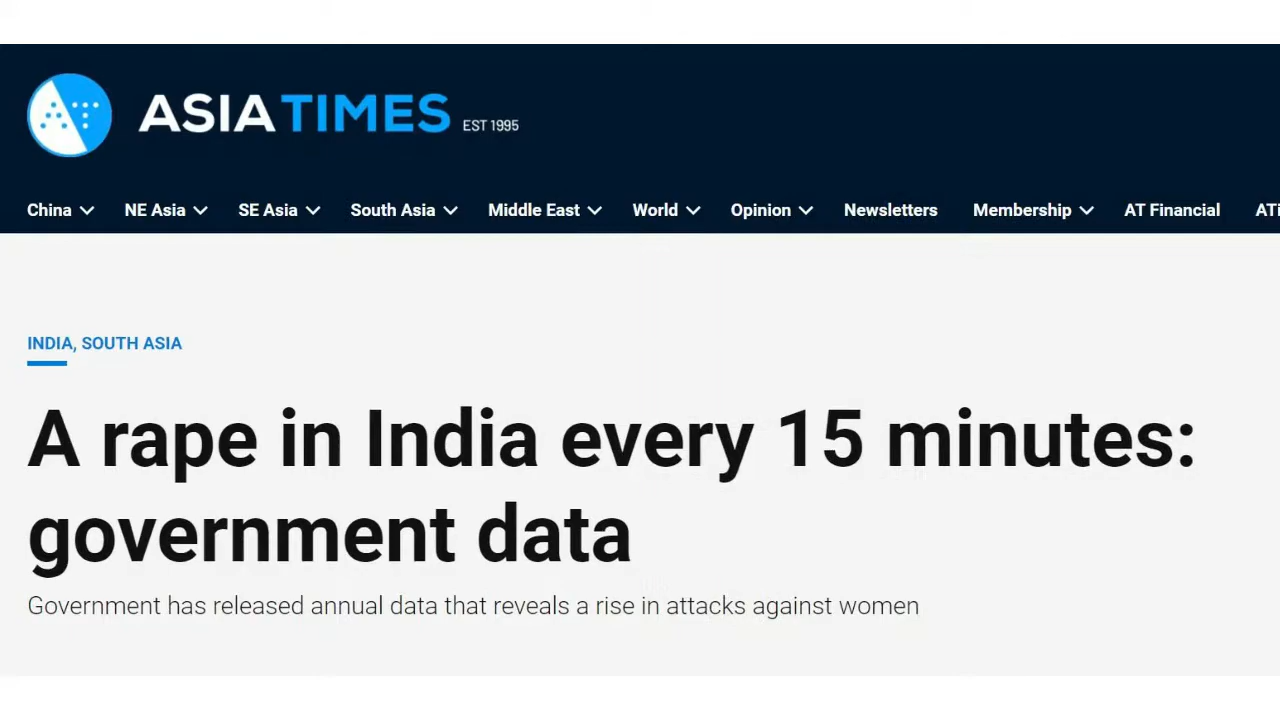 ASIA TIMES EST 1995
China NE Asia SE Asia South Asia Middle East World Opinion Newsletters Membership AT Financial ATi
INDIA, SOUTH ASIA
A rape in India every 15 minutes:
government data
Government has released annual data that reveals a rise in attacks against women